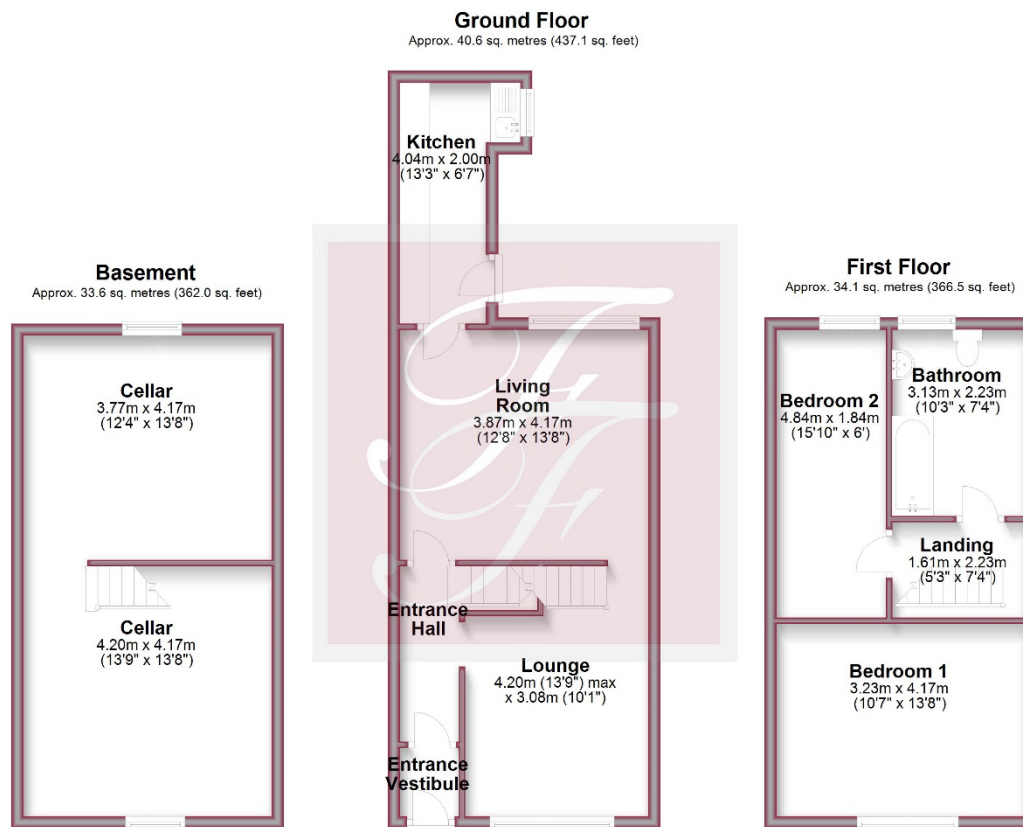 Ground Floor
Approx. 40.6 sq. metres (437.1 sq. feet)
Kitchen
4.04m x 2.00m
(13'3" x 6'7")
Living
Room
3.87m x 4.17m
(12'8" x 13'8")
Entrance
Hall
Lounge
4.20m (13'9") max
x 3.08m (10'1")
Entrance
Vestibule
Basement
Approx. 33.6 sq. metres (362.0 sq. feet)
Cellar
3.77m x 4.17m
(12'4" x 13'8")
Cellar
4.20m x 4.17m
(13'9" x 13'8")
First Floor
Approx. 34.1 sq. metres (366.5 sq. feet)
Bedroom 2
4.84m x 1.84m
(15'10" x 6')
Bathroom
3.13m x 2.23m
(10'3" x 7'4")
Landing
1.61m x 2.23m
(5'3" x 7'4")
Bedroom 1
3.23m x 4.17m
(10'7" x 13'8")